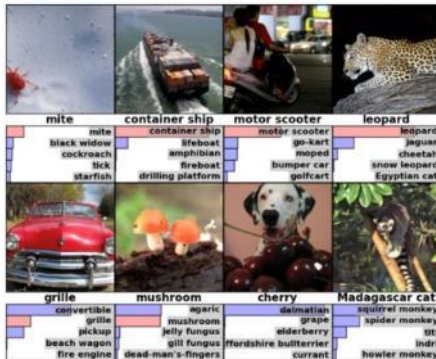 mite
container ship
motor scooter
leopard
mite
black widow
cockroach
tick
starfish
container ship
lifeboat
amphibian
fireboat
drilling platform
motor scooter
go-kart
moped
bumper car
golfcart
leopard
jaguar
cheetah
snow leopard
Egyptian cat
grille
mushroom
cherry
Madagascar cat
convertible
grille
pickup
beach wagon
fire engine
agaric
mushroom
jelly fungus
gill fungus
dead-man's-fingers
dalmatian
grape
elderberry
ffordshire bullterrier
currant
squirrel monkey
spider monkey
titi
indri
howler monkey